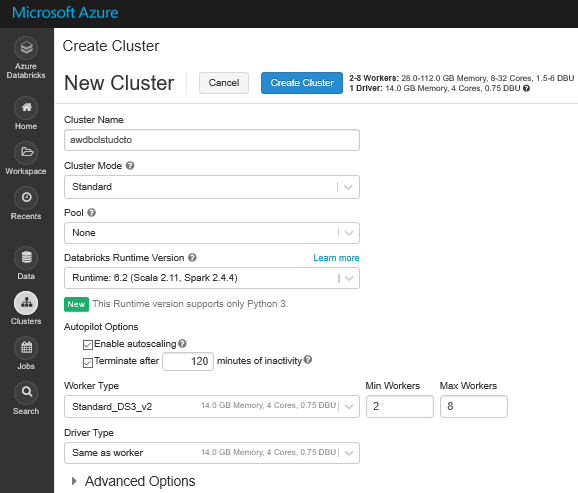 Microsoft Azure
Azure
Databricks
Home
Workspace
Recents
Data
Clusters
Jobs
Search
Create Cluster
New Cluster
Cancel
Create Cluster
2-8 Workers: 28.0-112.0 GB Memory, 8-32 Cores, 1.5-6 DBU
1 Driver: 14.0 GB Memory, 4 Cores, 0.75 DBU ?
Cluster Name
awdbclstudcto
Cluster Mode ?
Standard
Pool ?
None
Databricks Runtime Version ? Learn more
Runtime: 6.2 (Scala 2.11, Spark 2.4.4)
New This Runtime version supports only Python 3.
Autopilot Options
Enable autoscaling ?
Terminate after 120 minutes of inactivity ?
Worker Type Min Workers Max Workers
Standard_DS3_v2 14.0 GB Memory, 4 Cores, 0.75 DBU 2 8
Driver Type
Same as worker 14.0 GB Memory, 4 Cores, 0.75 DBU
Advanced Options